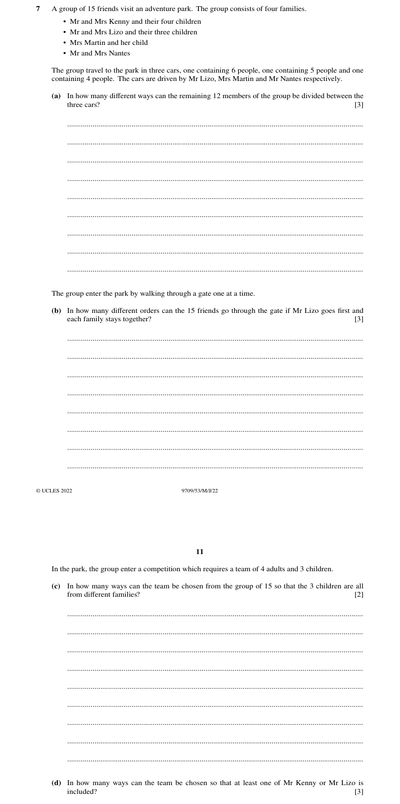 7 A group of 15 friends visit an adventure park. The group consists of four families.
• Mr and Mrs Kenny and their four children
• Mr and Mrs Lizo and their three children
• Mrs Martin and her child
• Mr and Mrs Nantes
The group travel to the park in three cars, one containing 6 people, one containing 5 people and one
containing 4 people. The cars are driven by Mr Lizo, Mrs Martin and Mr Nantes respectively.
(a) In how many different ways can the remaining 12 members of the group be divided between the
three cars? [3]
The group enter the park by walking through a gate one at a time.
(b) In how many different orders can the 15 friends go through the gate if Mr Lizo goes first and
each family stays together? [3]
© UCLES 2022 9709/53/M/J/22
11
In the park, the group enter a competition which requires a team of 4 adults and 3 children.
(c) In how many ways can the team be chosen from the group of 15 so that the 3 children are all
from different families? [2]
(d) In how many ways can the team be chosen so that at least one of Mr Kenny or Mr Lizo is
included? [3]